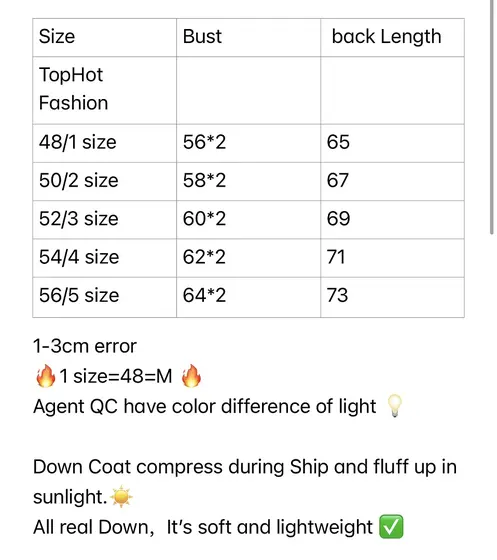 Size Bust back Length
TopHot
Fashion
48/1 size 56*2 65
50/2 size 58*2 67
52/3 size 60*2 69
54/4 size 62*2 71
56/5 size 64*2 73
1-3cm error
🔥1 size=48=M 🔥
Agent QC have color difference of light 💡
Down Coat compress during Ship and fluff up in
sunlight.☀️
All real Down，It's soft and lightweight ✅